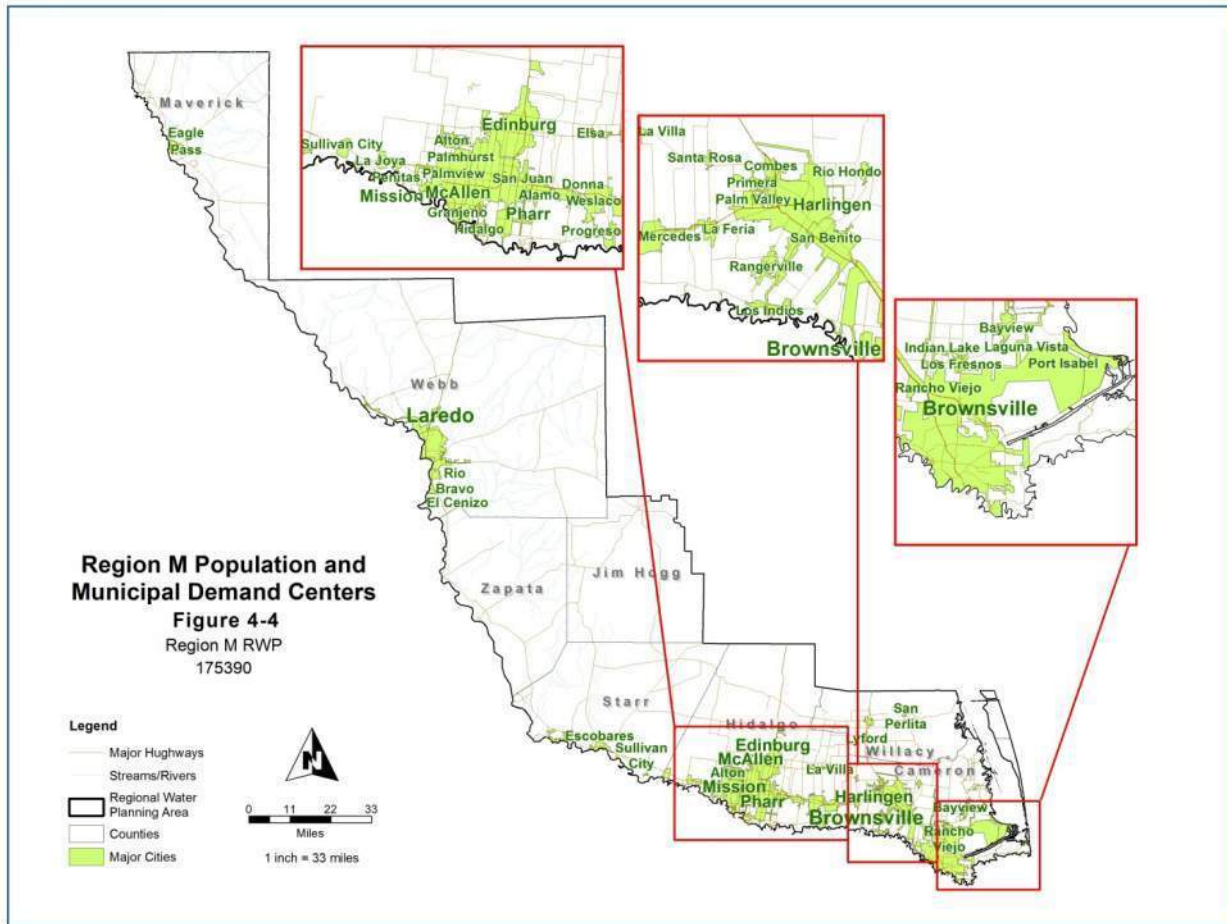 Maverick
Eagle
Pass
Edinburg
Elsa
Sullivan City
Alton
La Joya
Palmhurst
Penitas
Palmview
San Juan
Donna
Mission
McAllen
Alamo
Weslaco
Granjeno
Pharr
Hidalgo
Progreso
La Villa
Santa Rosa
Combes
Rio Hondo
Primera
Palm Valley
Harlingen
Mercedes
La Feria
San Benito
Rangerville
Los Indios
Brownsville
Bayview
Indian Lake
Laguna Vista
Los Fresnos
Port Isabel
Rancho Viejo
Brownsville
Webb
Laredo
Rio
Bravo
El Cenizo
Zapata
Jim Hogg
Region M Population and
Municipal Demand Centers
Figure 4-4
Region M RWP
175390
Starr
Escobares
Sullivan
City
Hidalgo
Edinburg
McAllen
Alton
Mission
Pharr
La Villa
San
Perlita
yford
Willacy
Cameron
Harlingen
Brownsville
Bayview
Rancho
Viejo
Legend
Major Hughways
Streams/Rivers
Regional Water
Planning Area
Counties
Major Cities
N
0 11 22 33
Miles
1 inch = 33 miles